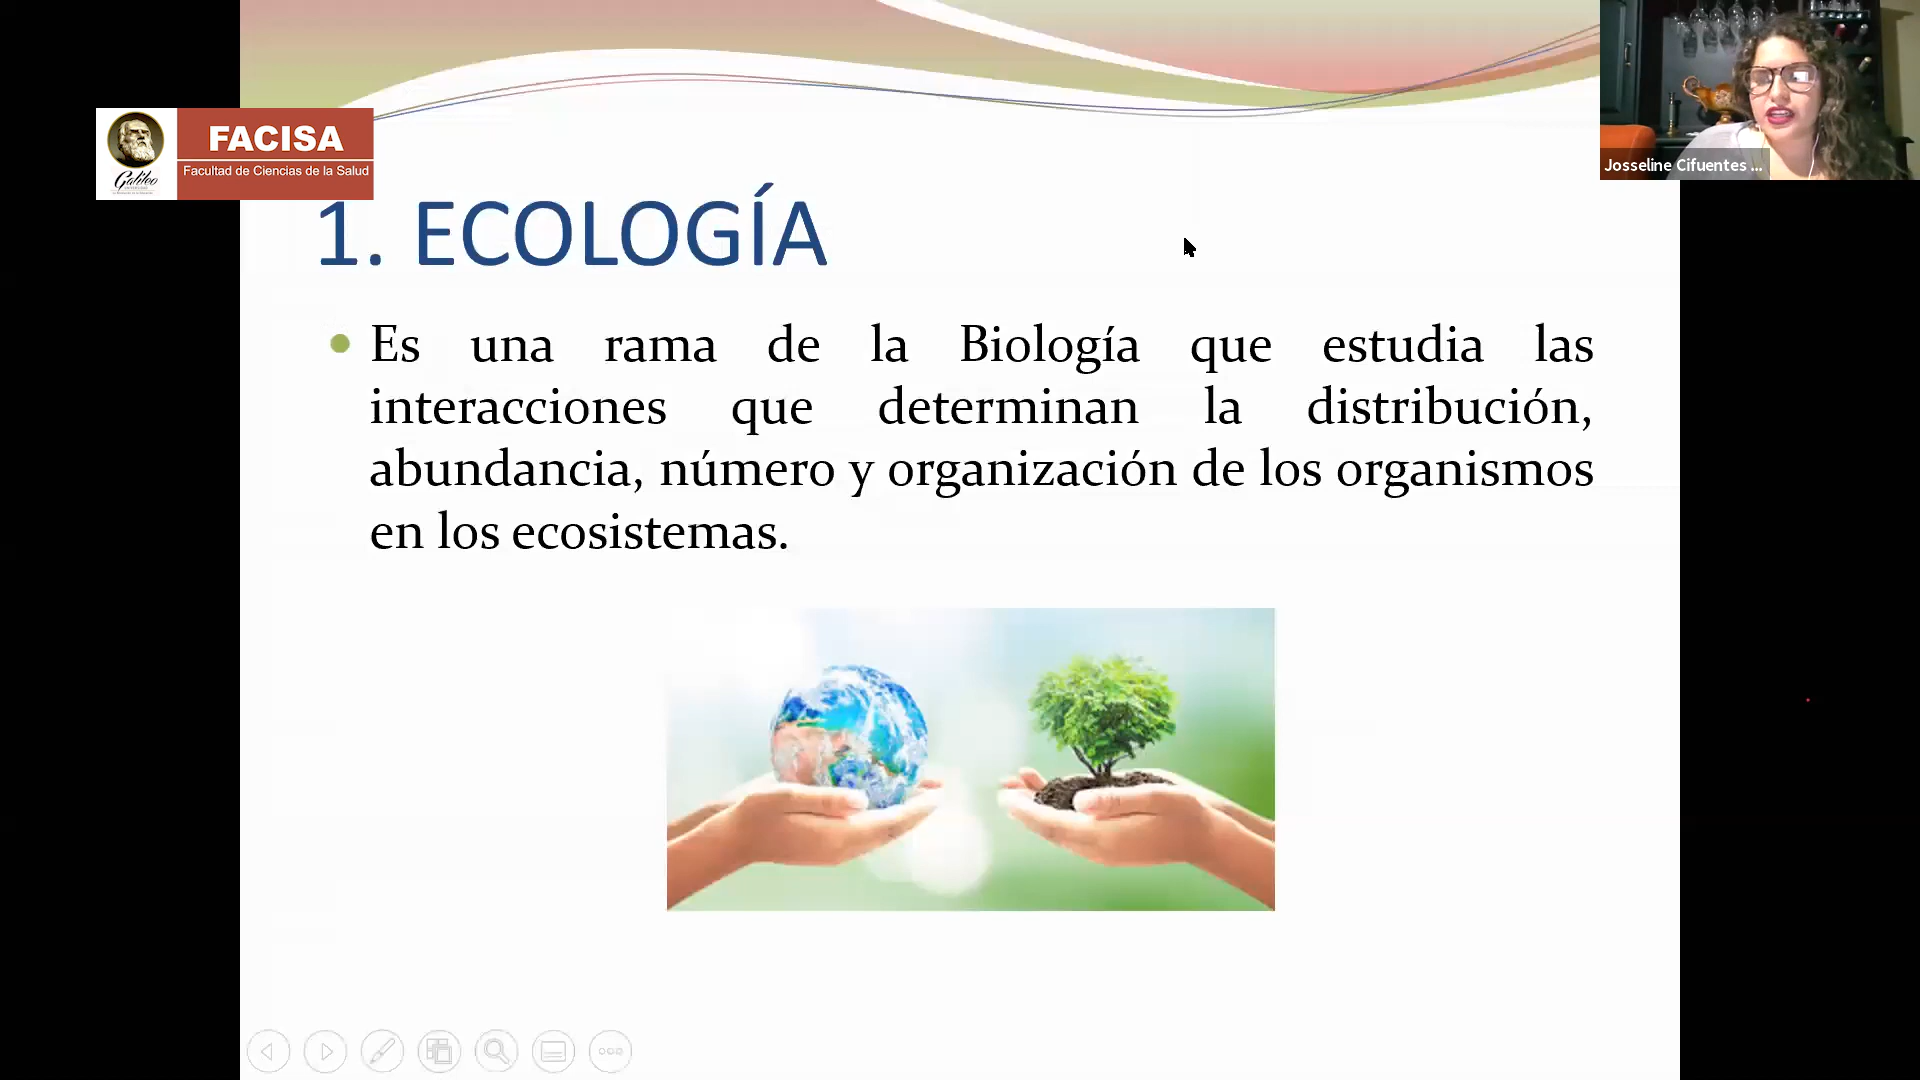 FACISA
Facultad de Ciencias de la Salud
Galileo
Josseline Cifuentes ...
1. ECOLOGÍA
Es una rama de la Biología que estudia las
interacciones que determinan la distribución,
abundancia, número y organización de los organismos
en los ecosistemas.